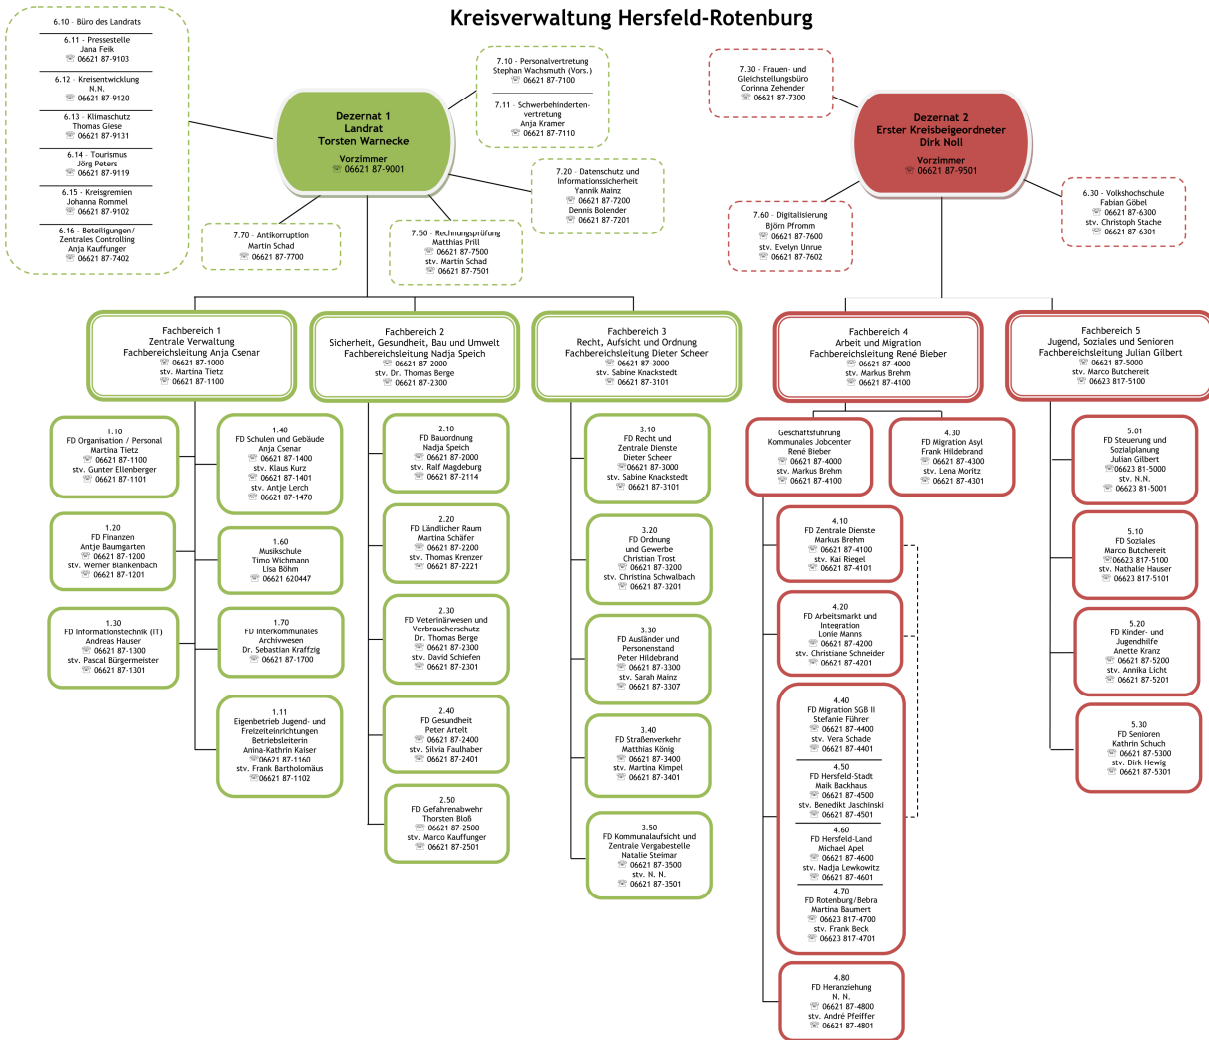 Kreisverwaltung Hersfeld-Rotenburg
6.10 - Büro des Landrats
6.11 - Pressestelle
Jana Feik
☏ 06621 87-9103
6.12 - Kreisentwicklung
N.N.
☏ 06621 87-9120
6.13 - Klimaschutz
Thomas Giese
☏ 06621 87-9131
6.14 - Tourismus
Jörg Peters
☏ 06621 87-9119
6.15 - Kreisgremien
Johanna Rommel
☏ 06621 87-9102
6.16 - Beteiligungen/
Zentrales Controlling
Anja Kauffunger
☏ 06621 87-7402
Dezernat 1
Landrat
Torsten Warnecke
Vorzimmer
☏ 06621 87-9001
7.10 - Personalvertretung
Stephan Wachsmuth (Vors.)
☏ 06621 87-7100
7.11 - Schwerbehinderten-
vertretung
Anja Kramer
☏ 06621 87-7110
7.20 - Datenschutz und
Informationssicherheit
Yannik Mainz
☏ 06621 87-7200
Dennis Bolender
☏ 06621 87-7201
7.70 - Antikorruption
Martin Schad
☏ 06621 87-7700
7.50 - Rechnungsprüfung
Matthias Prill
☏ 06621 87-7500
stv. Martin Schad
☏ 06621 87-7501
7.30 - Frauen- und
Gleichstellungsbüro
Corinna Zehender
☏ 06621 87-7300
Dezernat 2
Erster Kreisbeigeordneter
Dirk Noll
Vorzimmer
☏ 06621 87-9501
7.60 - Digitalisierung
Björn Pfromm
☏ 06621 87-7600
stv. Evelyn Unrue
☏ 06621 87-7602
6.30 - Volkshochschule
Fabian Göbel
☏ 06621 87-6300
stv. Christoph Stache
☏ 06621 87 6301
Fachbereich 1
Zentrale Verwaltung
Fachbereichsleitung Anja Csenar
☏ 06621 87-1000
stv. Martina Tietz
☏ 06621 87-1100
Fachbereich 2
Sicherheit, Gesundheit, Bau und Umwelt
Fachbereichsleitung Nadja Speich
☏ 06621 87-2000
stv. Dr. Thomas Berge
☏ 06621 87-2300
Fachbereich 3
Recht, Aufsicht und Ordnung
Fachbereichsleitung Dieter Scheer
☏ 06621 87-3000
stv. Sabine Knackstedt
☏ 06621 87-3101
Fachbereich 4
Arbeit und Migration
Fachbereichsleitung René Bieber
☏ 06621 87-4000
stv. Markus Brehm
☏ 06621 87-4100
Fachbereich 5
Jugend, Soziales und Senioren
Fachbereichsleitung Julian Gilbert
☏ 06621 87-5000
stv. Marco Butchereit
☏ 06623 817-5100
1.10
FD Organisation / Personal
Martina Tietz
☏ 06621 87-1100
stv. Gunter Ellenberger
☏ 06621 87-1101
1.20
FD Finanzen
Antje Baumgarten
☏ 06621 87-1200
stv. Werner Blankenbach
☏ 06621 87-1201
1.30
FD Informationstechnik (IT)
Andreas Hauser
☏ 06621 87-1300
stv. Pascal Bürgermeister
☏ 06621 87-1301
1.40
FD Schulen und Gebäude
Anja Csenar
☏ 06621 87-1400
stv. Klaus Kurz
☏ 06621 87-1401
stv. Antje Lerch
☏ 06621 87-1470
1.60
Musikschule
Timo Wichmann
Lisa Böhm
☏ 06621 620447
1.70
FD Interkommunales
Archivwesen
Dr. Sebastian Kraffzig
☏ 06621 87-1700
1.11
Eigenbetrieb Jugend- und
Freizeiteinrichtungen
Betriebsleiterin
Anina-Kathrin Kaiser
☏06621 87-1160
stv. Frank Bartholomäus
☏06621 87-1102
2.10
FD Bauordnung
Nadja Speich
☏ 06621 87-2000
stv. Ralf Magdeburg
☏ 06621 87-2114
2.20
FD Ländlicher Raum
Martina Schäfer
☏ 06621 87-2200
stv. Thomas Krenzer
☏ 06621 87-2221
2.30
FD Veterinärwesen und
Verbraucherschutz
Dr. Thomas Berge
☏ 06621 87-2300
stv. David Schiefen
☏ 06621 87-2301
2.40
FD Gesundheit
Peter Artelt
☏ 06621 87-2400
stv. Silvia Faulhaber
☏ 06621 87-2401
2.50
FD Gefahrenabwehr
Thorsten Bloß
☏ 06621 87-2500
stv. Marco Kauffunger
☏ 06621 87-2501
3.10
FD Recht und
Zentrale Dienste
Dieter Scheer
☏06621 87-3000
stv. Sabine Knackstedt
☏ 06621 87-3101
3.20
FD Ordnung
und Gewerbe
Christian Trost
☏ 06621 87-3200
stv. Christina Schwalbach
☏ 06621 87-3201
3.30
FD Ausländer und
Personenstand
Peter Hildebrand
☏ 06621 87-3300
stv. Sarah Mainz
☏ 06621 87-3307
3.40
FD Straßenverkehr
Matthias König
☏ 06621 87-3400
stv. Martina Kimpel
☏ 06621 87-3401
3.50
FD Kommunalaufsicht und
Zentrale Vergabestelle
Natalie Steimar
☏ 06621 87-3500
stv. N. N.
☏ 06621 87-3501
Geschäftsführung
Kommunales Jobcenter
René Bieber
☏ 06621 87-4000
stv. Markus Brehm
☏ 06621 87-4100
4.30
FD Migration Asyl
Frank Hildebrand
☏ 06621 87-4300
stv. Lena Moritz
☏ 06621 87-4301
4.10
FD Zentrale Dienste
Markus Brehm
☏ 06621 87-4100
stv. Kai Riegel
☏ 06621 87-4101
4.20
FD Arbeitsmarkt und
Integration
Lonie Manns
☏ 06621 87-4200
stv. Christiane Schneider
☏ 06621 87-4201
4.40
FD Migration SGB II
Stefanie Führer
☏ 06621 87-4400
stv. Vera Schade
☏ 06621 87-4401
4.50
FD Hersfeld-Stadt
Maik Backhaus
☏ 06621 87-4500
stv. Benedikt Jaschinski
☏ 06621 87-4501
4.60
FD Hersfeld-Land
Michael Apel
☏ 06621 87-4600
stv. Nadja Lewkowitz
☏ 06621 87-4601
4.70
FD Rotenburg/Bebra
Martina Baumert
☏ 06623 817-4700
stv. Frank Beck
☏ 06623 817-4701
4.80
FD Heranziehung
N. N.
☏ 06621 87-4800
stv. André Pfeiffer
☏ 06621 87-4801
5.01
FD Steuerung und
Sozialplanung
Julian Gilbert
☏06623 81-5000
stv. N.N.
☏ 06623 81-5001
5.10
FD Soziales
Marco Butchereit
☏06623 817-5100
stv. Nathalie Hauser
☏ 06623 817-5101
5.20
FD Kinder- und
Jugendhilfe
Anette Kranz
☏ 06621 87-5200
stv. Annika Licht
☏ 06621 87-5201
5.30
FD Senioren
Kathrin Schuch
☏ 06621 87-5300
stv. Dirk Hewig
☏ 06621 87-5301